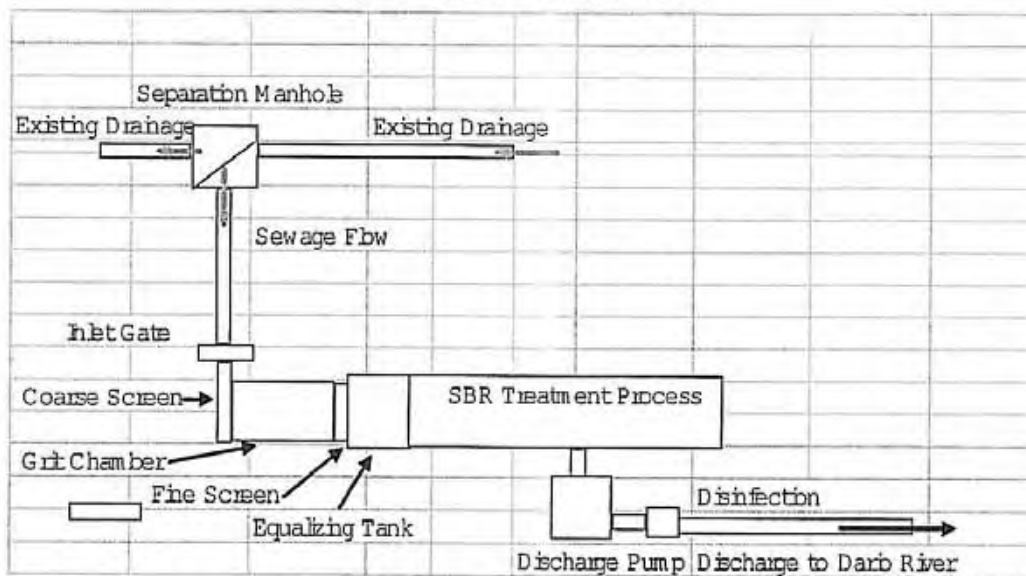 Separation Manhole
Existing Drainage
Existing Drainage
Sewage Flow
Inlet Gate
Coarse Screen
SBR Treatment Process
Grit Chamber
Fine Screen
Equalizing Tank
Disinfection
Discharge Pump
Discharge to Dario River